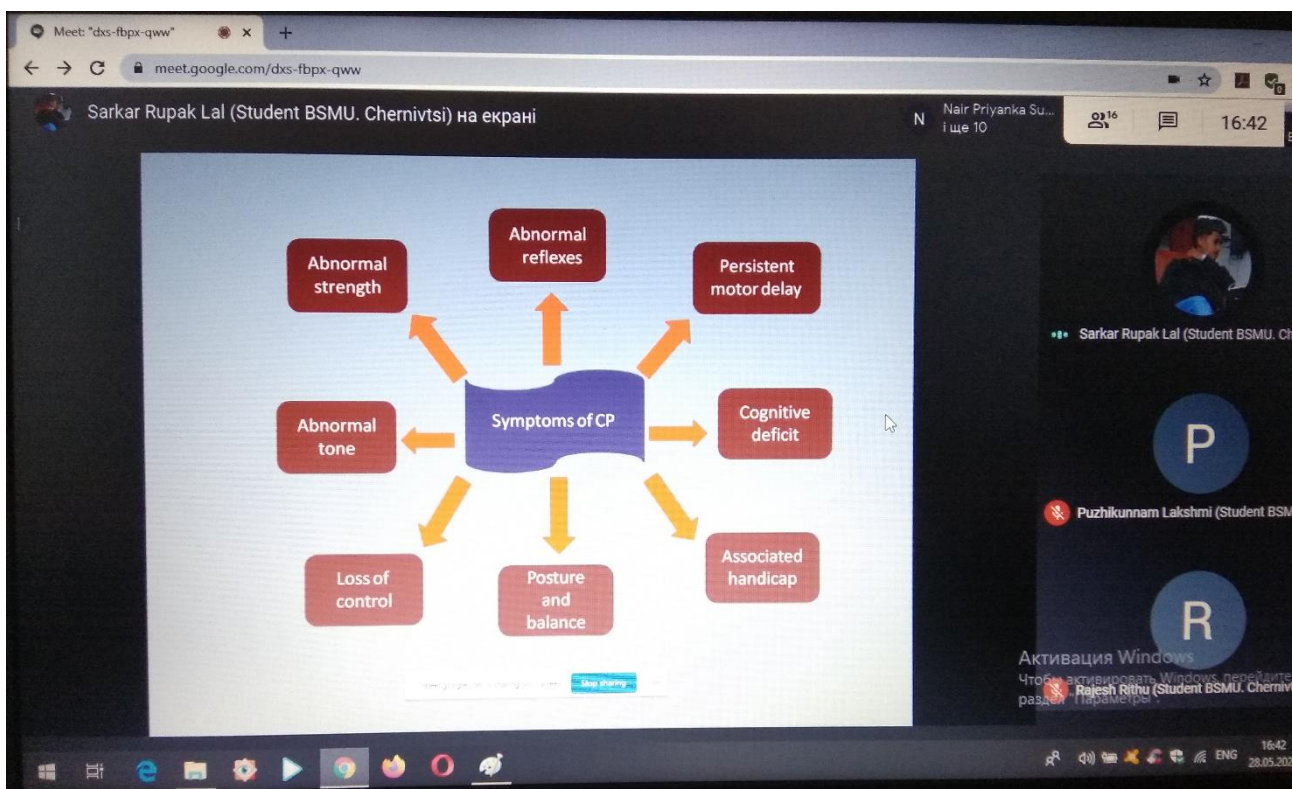 Meet: "dxs-fbpx-qww"
meet.google.com/dxs-fbpx-qww
Sarkar Rupak Lal (Student BSMU. Chernivtsi) на екрані
N
Nair Priyanka Su...
і ще 10
16
16:42
Abnormal
strength
Abnormal
reflexes
Persistent
motor delay
Abnormal
tone
Symptoms of CP
Cognitive
deficit
Loss of
control
Posture
and
balance
Associated
handicap
Stop sharing
Sarkar Rupak Lal (Student BSMU. Ch
P
Puzhikunnam Lakshmi (Student BSM
R
Активация Windows
Чтобы активировать Windows, перейдите
раздел "Параметры".
Rajesh Rithu (Student BSMU. Cherniv
ENG
16:42
28.05.202